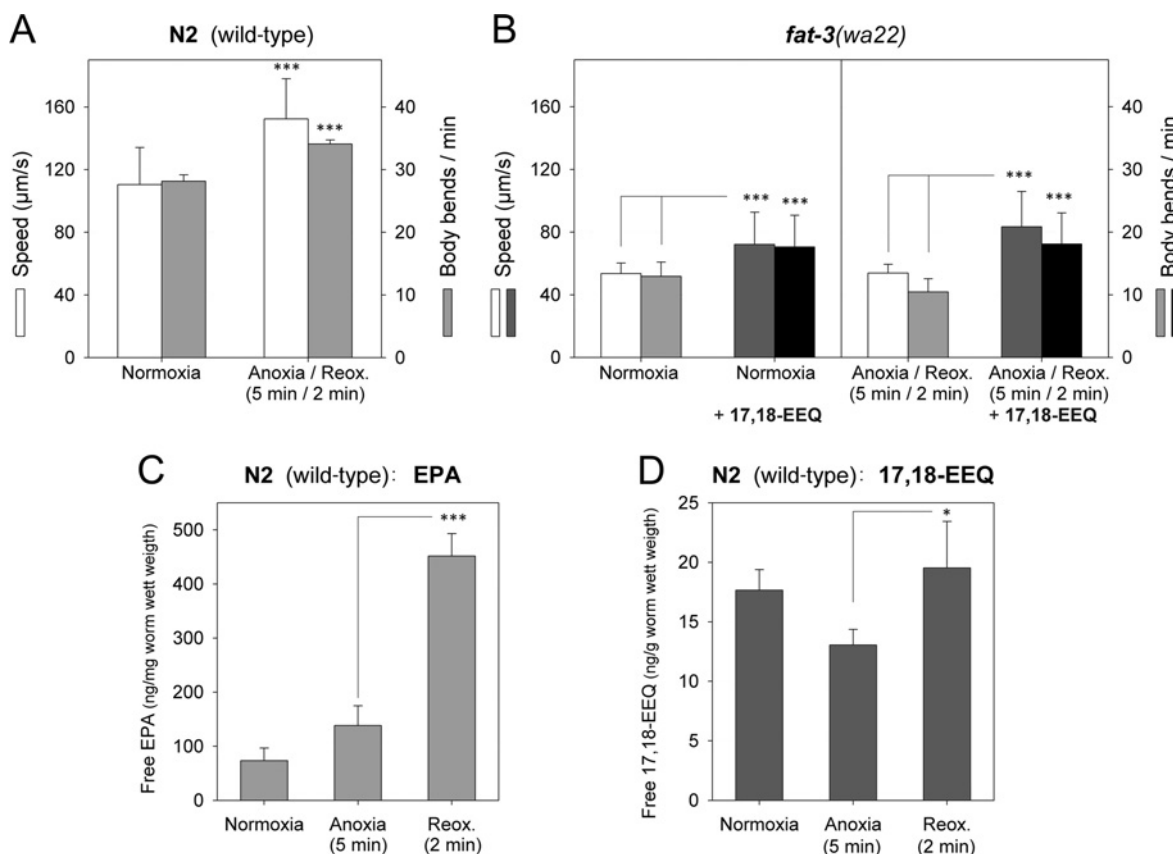 A
N2 (wild-type)
160
120
80
40
0
Speed (µm/s)
***
***
40
30
20
10
0
Body bends / min
Normoxia
Anoxia / Reox.
(5 min / 2 min)
B
fat-3(wa22)
160
120
80
40
0
Speed (µm/s)
***
***
***
***
40
30
20
10
0
Body bends / min
Normoxia
Normoxia
+ 17,18-EEQ
Anoxia / Reox.
(5 min / 2 min)
Anoxia / Reox.
(5 min / 2 min)
+ 17,18-EEQ
C
N2 (wild-type): EPA
500
400
300
200
100
0
Free EPA (ng/mg worm wett weigth)
***
Normoxia
Anoxia
(5 min)
Reox.
(2 min)
D
N2 (wild-type): 17,18-EEQ
25
20
15
10
5
0
Free 17,18-EEQ (ng/g worm wett weigth)
*
Normoxia
Anoxia
(5 min)
Reox.
(2 min)